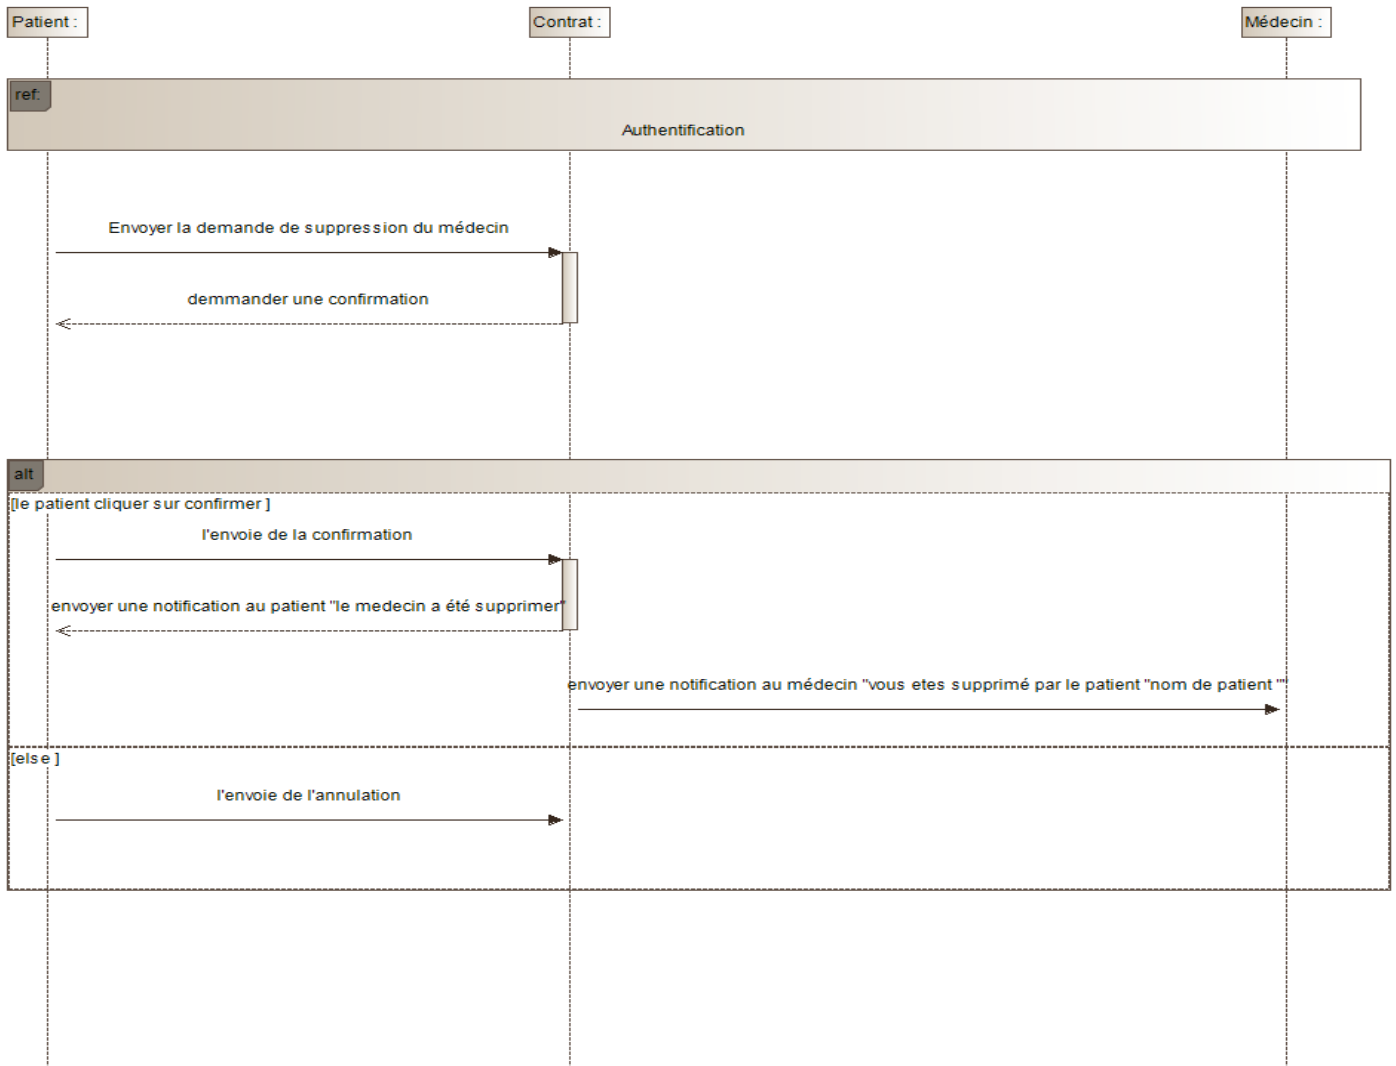 Patient :
Contrat :
Médecin :
ref:
Authentification
Envoyer la demande de suppression du médecin
demmander une confirmation
alt
[le patient cliquer sur confirmer ]
l'envoie de la confirmation
envoyer une notification au patient "le medecin a été supprimer"
envoyer une notification au médecin "vous etes supprimé par le patient "nom de patient ""
[else ]
l'envoie de l'annulation